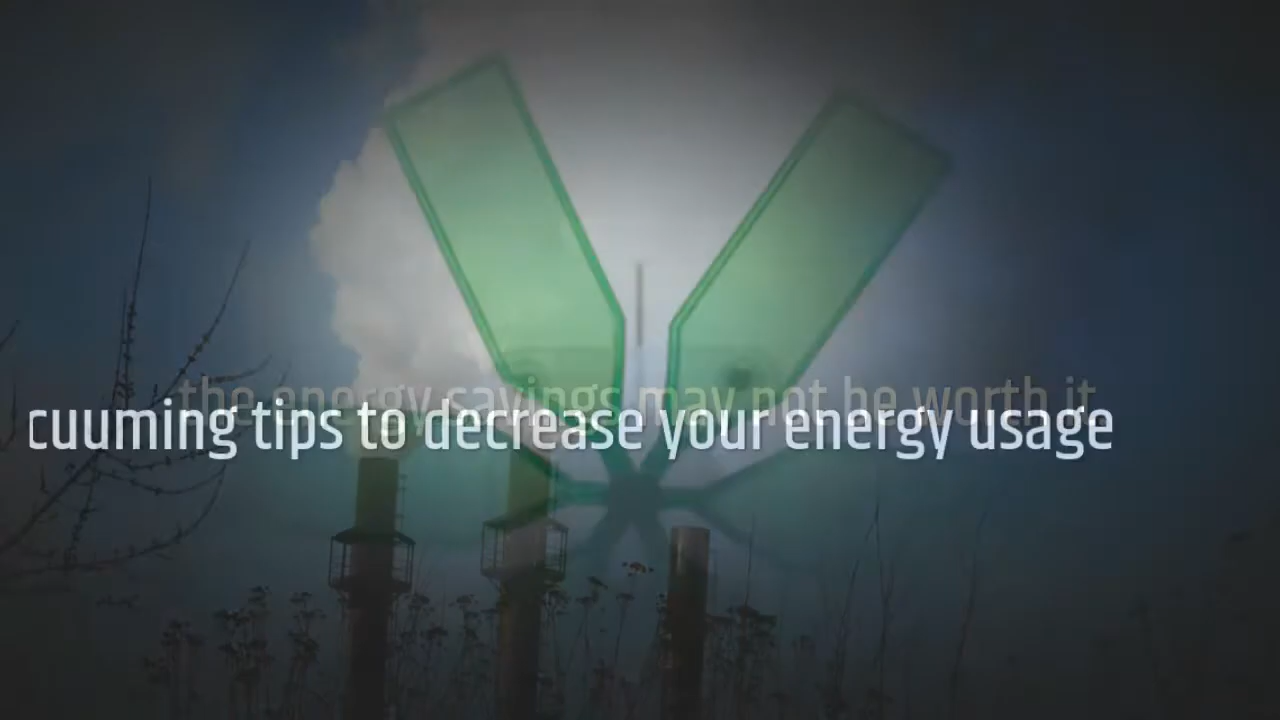 the energy savings may not be worth it
cuuming tips to decrease your energy usage